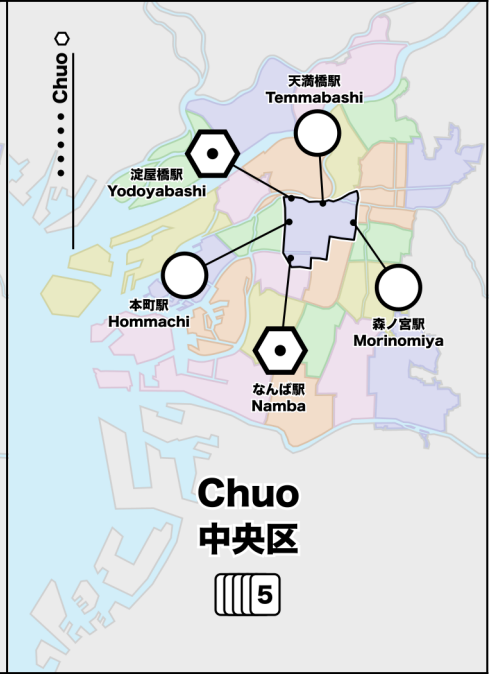 Chuo
天満橋駅
Temmabashi
淀屋橋駅
Yodoyabashi
本町駅
Hommachi
森ノ宮駅
Morinomiya
なんば駅
Namba
Chuo
中央区
5